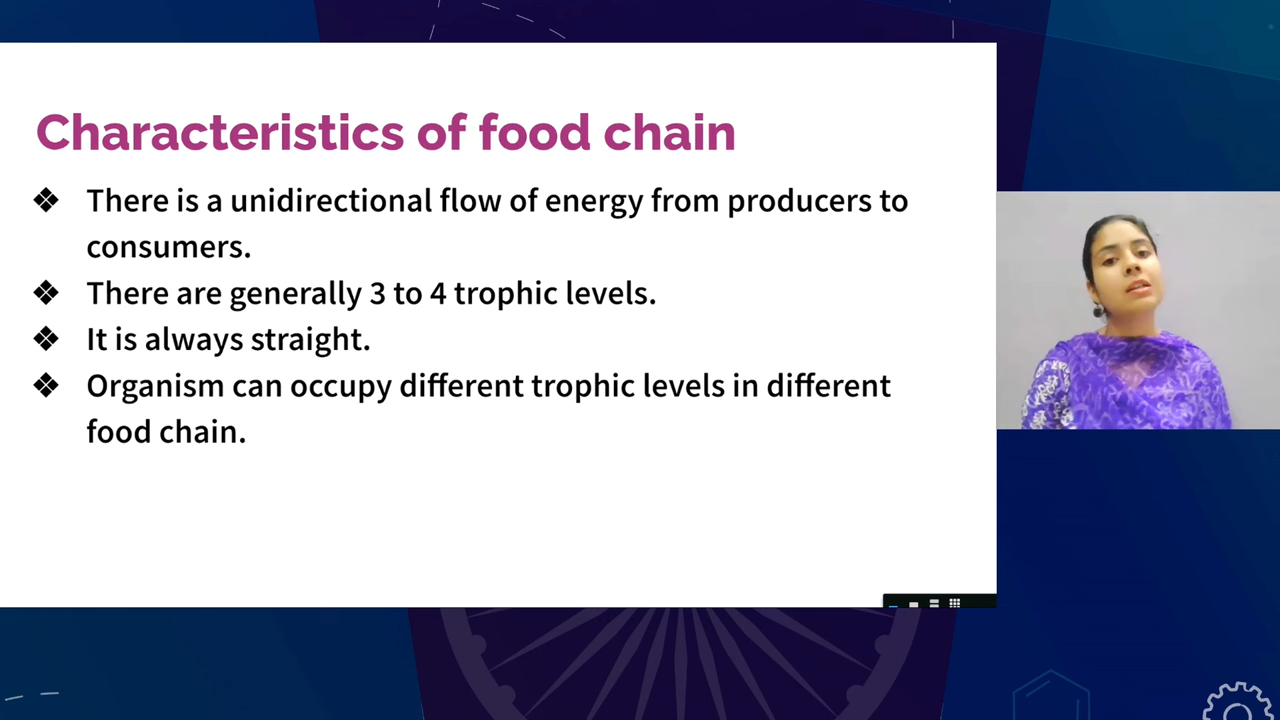 Characteristics of food chain
❖ There is a unidirectional flow of energy from producers to
consumers.
❖ There are generally 3 to 4 trophic levels.
❖ It is always straight.
❖ Organism can occupy different trophic levels in different
food chain.